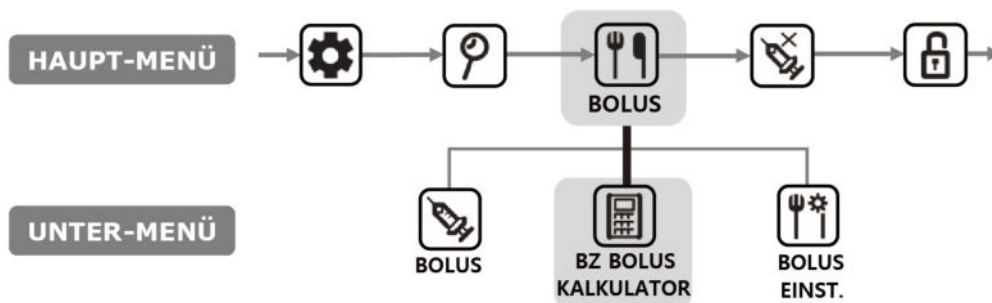 HAUPT-MENÜ
BOLUS
UNTER-MENÜ
BOLUS
BZ BOLUS
KALKULATOR
BOLUS
EINST.